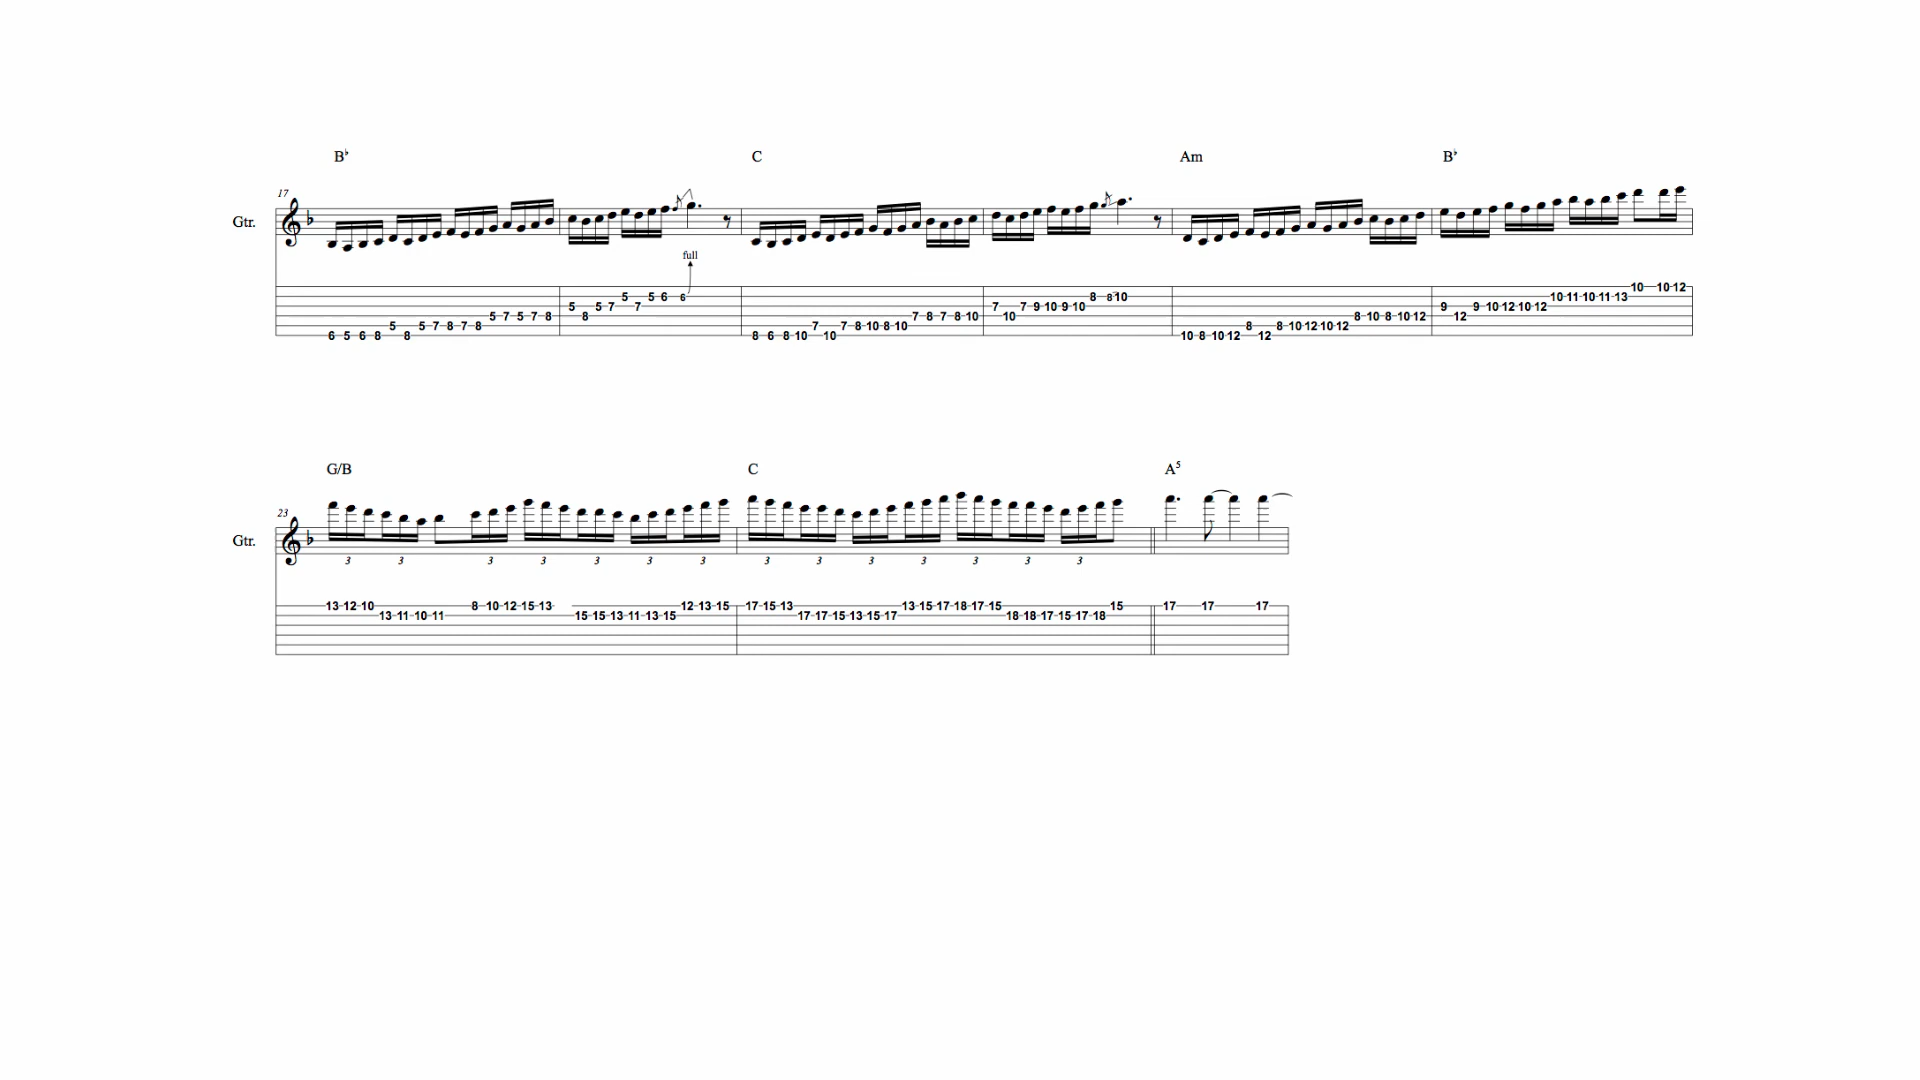 B♭ C Am B♭
17
Gtr.
3
full
10 10 12
5 5 6 6 8 8 10 10 11 10 11 13
5 5 7 7 7 7 9 10 9 10 9 9 10 12 10 12
5 7 5 7 8 8 7 8 7 8 10 10 8 10 8 10 12 12
5 5 7 8 7 8 7 7 8 10 8 10 8 8 10 12 10 12
6 5 6 8 8 8 6 8 10 10 10 8 10 12 12
G/B C A5
23
Gtr.
3 3 3 3 3 3 3 3 3 3 3 3 3 3
13 12 10 8 10 12 15 13 12 13 15 17 15 13 13 15 17 18 17 15 15 17 17 17
13 11 10 11 15 15 13 11 13 15 17 17 15 13 15 17 18 18 17 15 17 18